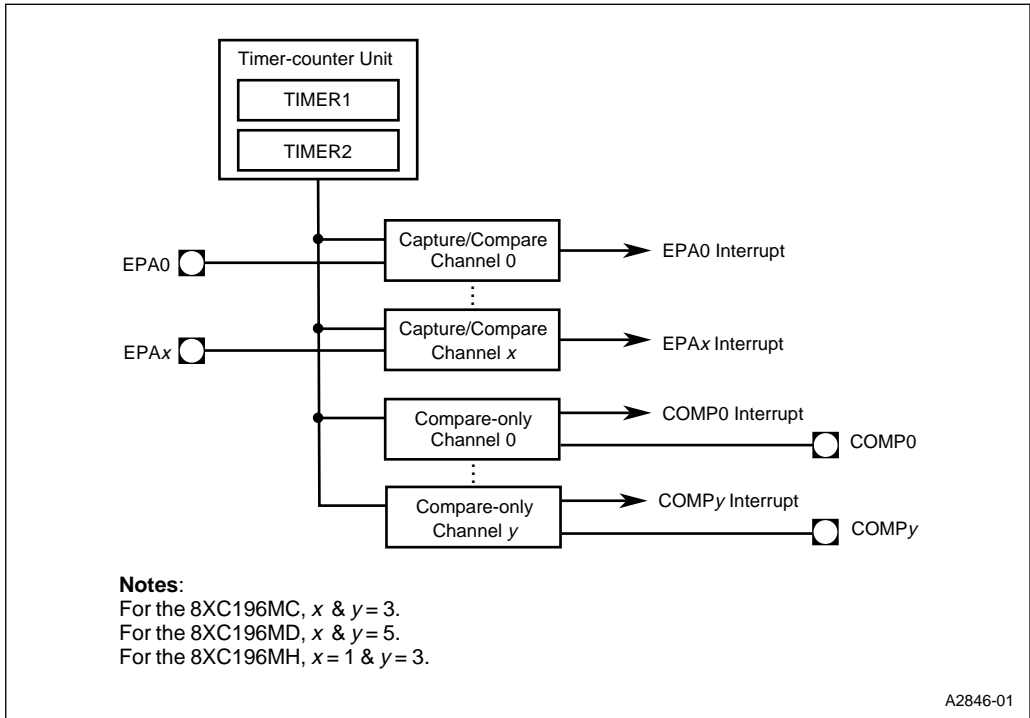 Timer-counter Unit
TIMER1
TIMER2
Capture/Compare
Channel 0
EPA0 Interrupt
EPA0
Capture/Compare
Channel x
EPAx Interrupt
EPAx
Compare-only
Channel 0
COMP0 Interrupt
COMP0
Compare-only
Channel y
COMPy Interrupt
COMPy
Notes:
For the 8XC196MC, x & y = 3.
For the 8XC196MD, x & y = 5.
For the 8XC196MH, x = 1 & y = 3.
A2846-01